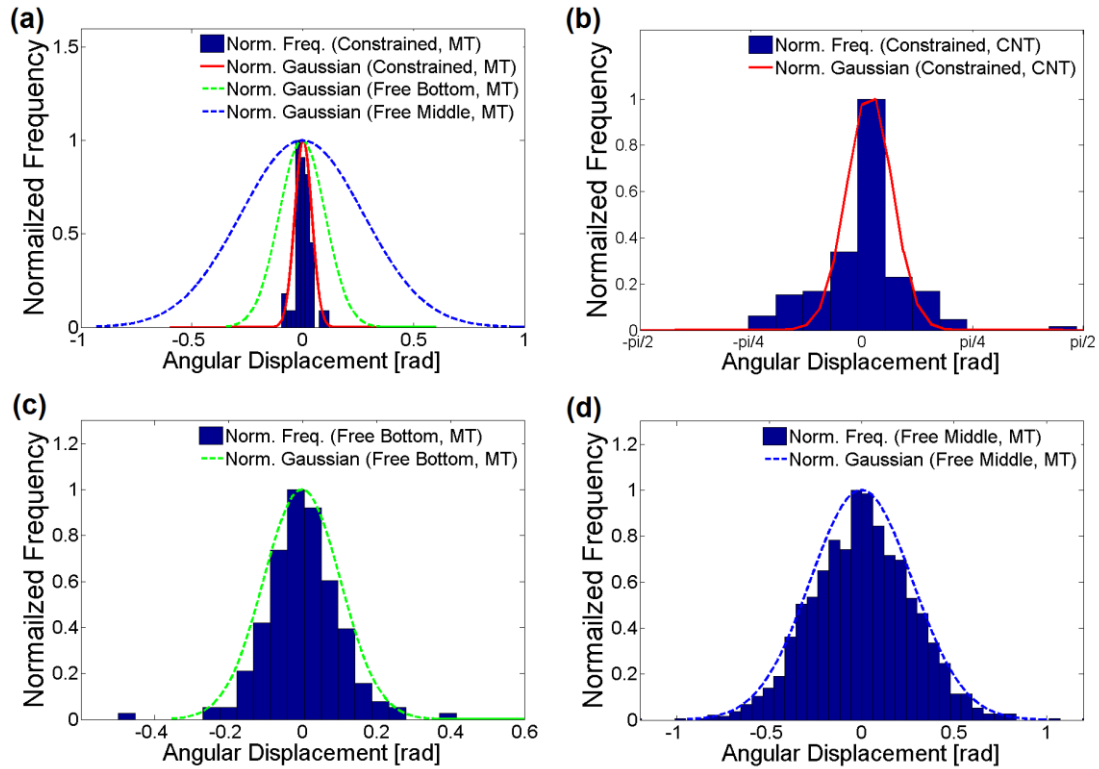 (a)
Norm. Freq. (Constrained, MT)
Norm. Gaussian (Constrained, MT)
Norm. Gaussian (Free Bottom, MT)
Norm. Gaussian (Free Middle, MT)
1.5
1
0.5
0
-1 -0.5 0 0.5 1
Normailzed Frequency
Angular Displacement [rad]
(b)
Norm. Freq. (Constrained, CNT)
Norm. Gaussian (Constrained, CNT)
1
0.8
0.6
0.4
0.2
0
-pi/2 -pi/4 0 pi/4 pi/2
Normailzed Frequency
Angular Displacement [rad]
(c)
Norm. Freq. (Free Bottom, MT)
Norm. Gaussian (Free Bottom, MT)
1.2
1
0.8
0.6
0.4
0.2
0
-0.4 -0.2 0 0.2 0.4 0.6
Normailzed Frequency
Angular Displacement [rad]
(d)
Norm. Freq. (Free Middle, MT)
Norm. Gaussian (Free Middle, MT)
1.2
1
0.8
0.6
0.4
0.2
0
-1 -0.5 0 0.5 1
Normailzed Frequency
Angular Displacement [rad]